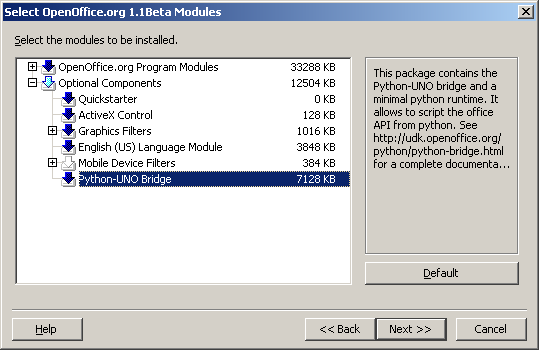 Select OpenOffice.org 1.1Beta Modules
Select the modules to be installed.
OpenOffice.org Program Modules 33288 KB
Optional Components 12504 KB
Quickstarter 0 KB
ActiveX Control 128 KB
Graphics Filters 1016 KB
English (US) Language Module 3848 KB
Mobile Device Filters 384 KB
Python-UNO Bridge 7128 KB
This package contains the
Python-UNO bridge and a
minimal python runtime. It
allows to script the office
API from python. See
http://udk.openoffice.org/
python/python-bridge.html
for a complete documenta...
Default
Help
<< Back
Next >>
Cancel